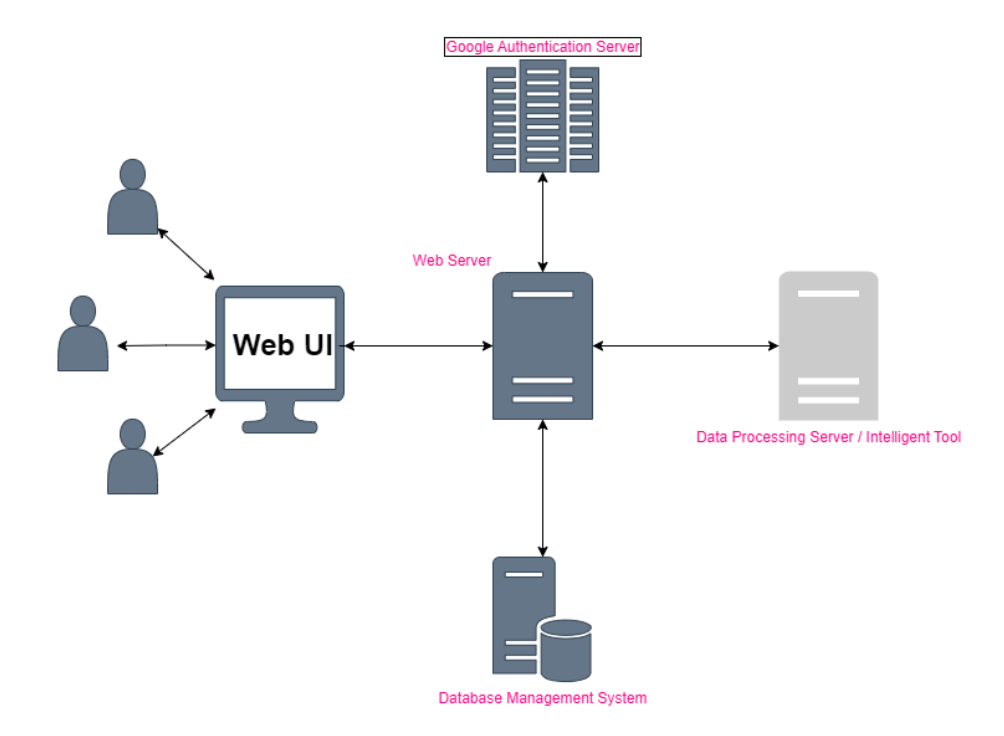 Google Authentication Server
Web Server
Web UI
Data Processing Server / Intelligent Tool
Database Management System